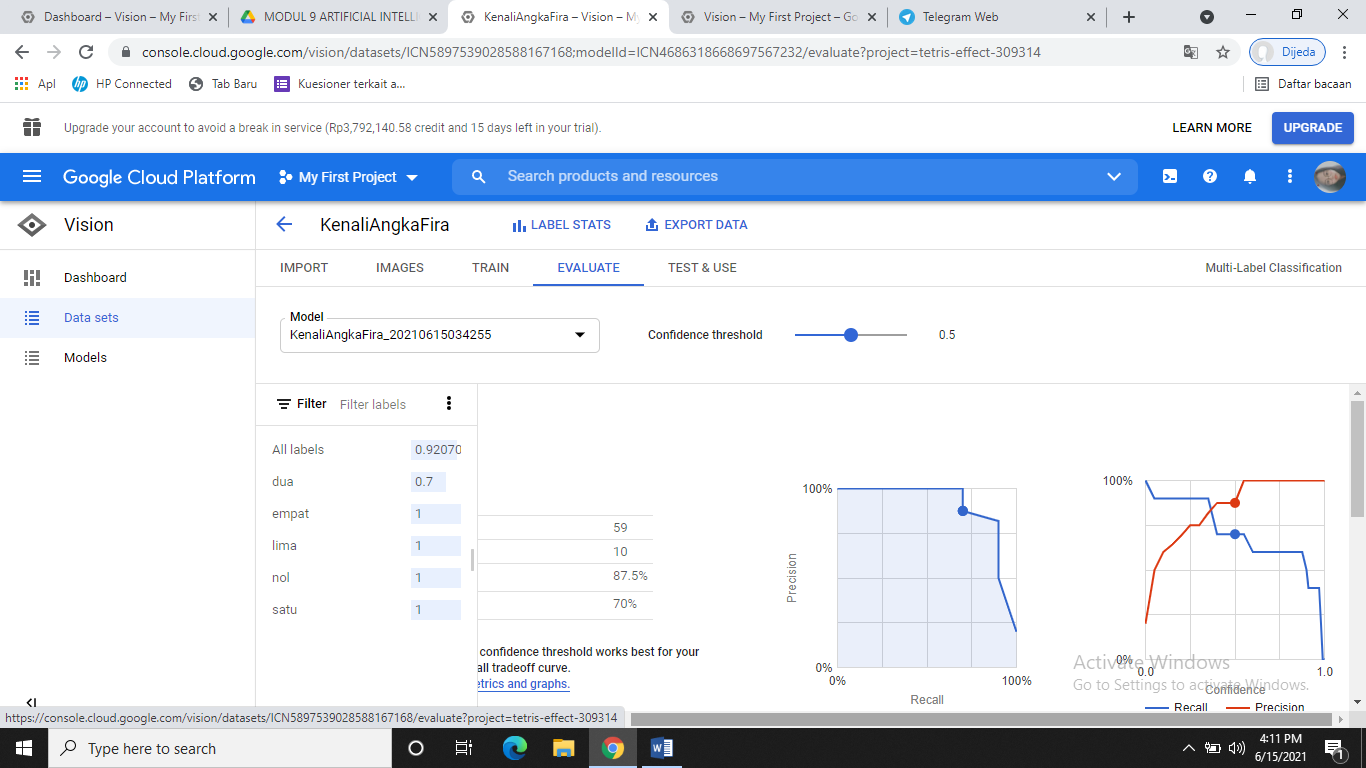 Dashboard – Vision – My First
MODUL 9 ARTIFICIAL INTELLI
KenaliAngkaFira – Vision – My
Vision – My First Project – Go
Telegram Web
console.cloud.google.com/vision/datasets/ICN5897539028588167168;modelId=ICN4686318668697567232/evaluate?project=tetris-effect-309314
Dijeda
Apl
HP Connected
Tab Baru
Kuesioner terkait a...
Daftar bacaan
Upgrade your account to avoid a break in service (Rp3,792,140.58 credit and 15 days left in your trial).
LEARN MORE
UPGRADE
Google Cloud Platform
My First Project
Search products and resources
Vision
KenaliAngkaFira
LABEL STATS
EXPORT DATA
Dashboard
Data sets
Models
IMPORT
IMAGES
TRAIN
EVALUATE
TEST & USE
Multi-Label Classification
Model
KenaliAngkaFira_20210615034255
Confidence threshold
0.5
Filter
Filter labels
All labels 0.92070
dua 0.7
empat 1
lima 1
nol 1
satu 1
59
10
87.5%
70%
confidence threshold works best for your
all tradeoff curve.
etrics and graphs.
100%
Precision
0%
0%
100%
Recall
100%
0%
0.0
1.0
Confidence
Recall
Precision
Activate Windows
Go to Settings to activate Windows.
https://console.cloud.google.com/vision/datasets/ICN5897539028588167168/evaluate?project=tetris-effect-309314
Type here to search
4:11 PM
6/15/2021
1